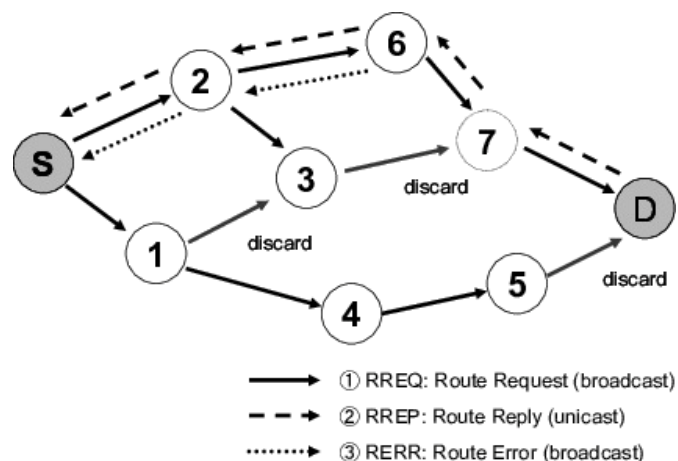 6
2
S
7
3
discard
D
1
discard
5
discard
4
① RREQ: Route Request (broadcast)
② RREP: Route Reply (unicast)
③ RERR: Route Error (broadcast)